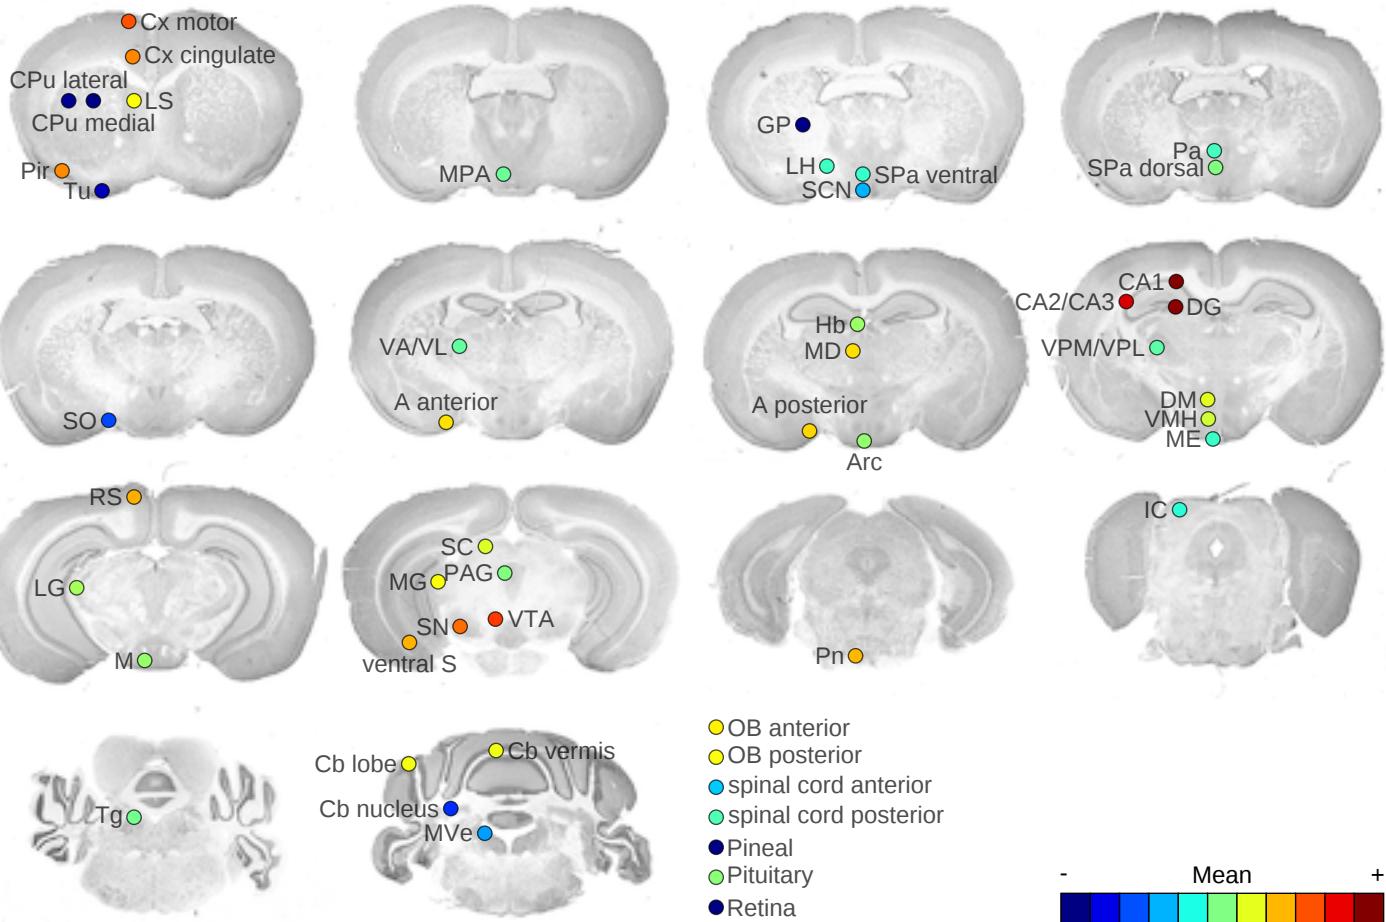 Cx motor
Cx cingulate
CPu lateral
LS
CPu medial
Pir
Tu
MPA
GP
LH
SPa ventral
SCN
Pa
SPa dorsal
SO
VA/VL
A anterior
Hb
MD
A posterior
Arc
CA1
CA2/CA3
DG
VPM/VPL
DM
VMH
ME
RS
LG
M
SC
PAG
MG
SN
VTA
ventral S
Pn
IC
Tg
Cb lobe
Cb vermis
Cb nucleus
MVe
OB anterior
OB posterior
spinal cord anterior
spinal cord posterior
Pineal
Pituitary
Retina
- Mean +